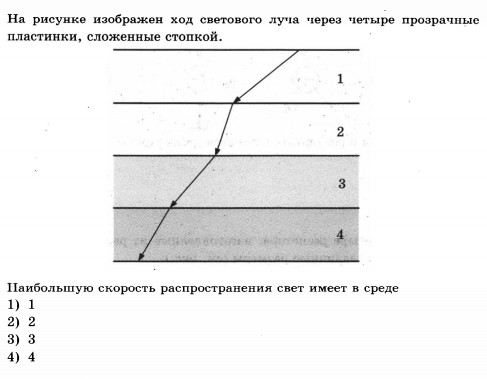 На рисунке изображен ход светового луча через четыре прозрачные
пластинки, сложенные стопкой.
1
2
3
4
Наибольшую скорость распространения свет имеет в среде
1) 1
2) 2
3) 3
4) 4